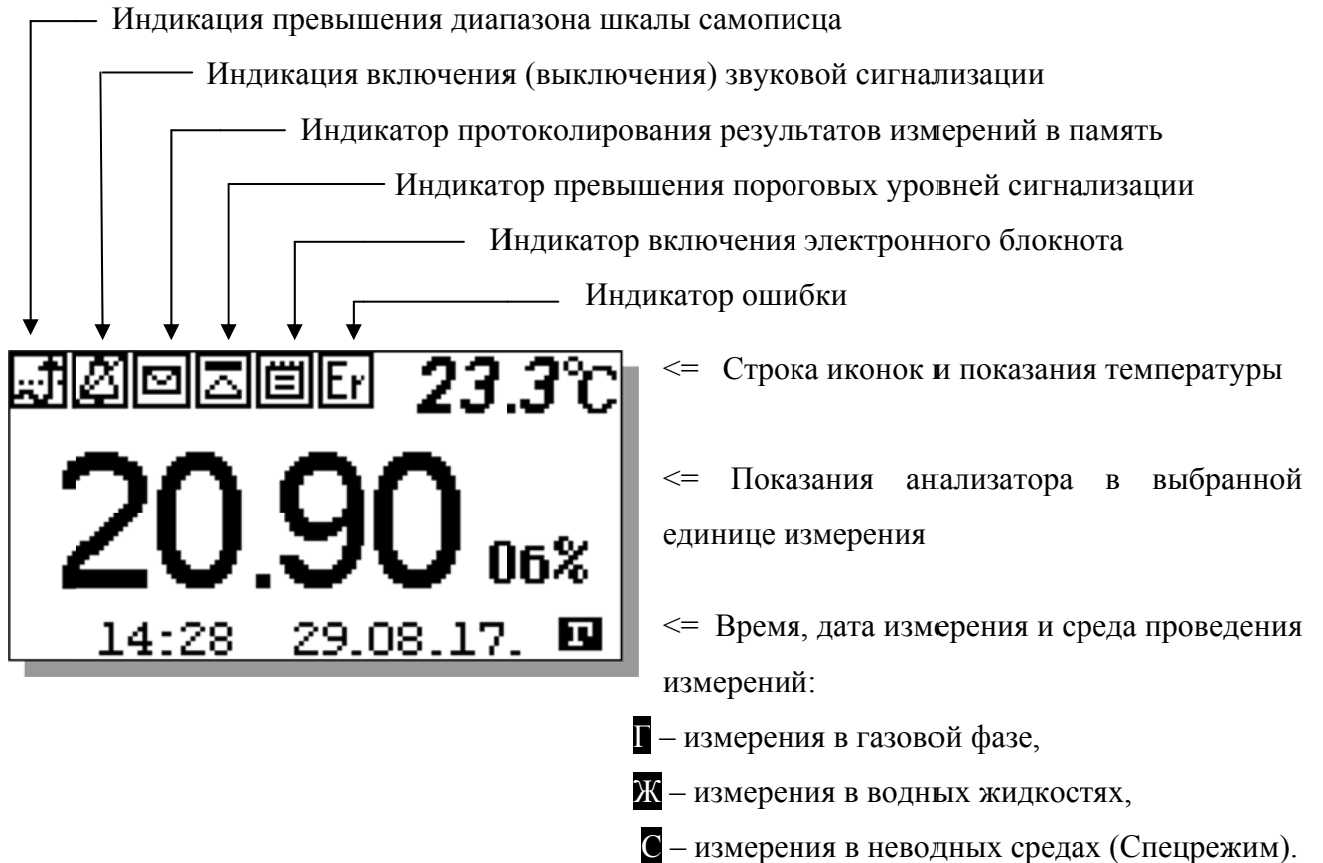 Индикация превышения диапазона шкалы самописца
Индикация включения (выключения) звуковой сигнализации
Индикатор протоколирования результатов измерений в память
Индикатор превышения пороговых уровней сигнализации
Индикатор включения электронного блокнота
Индикатор ошибки
Er 23.3°C
<= Строка иконок и показания температуры
20.90 Об%
<= Показания анализатора в выбранной
единице измерения
14:28 29.08.17. Г
<= Время, дата измерения и среда проведения
измерений:
Г – измерения в газовой фазе,
Ж – измерения в водных жидкостях,
С – измерения в неводных средах (Спецрежим).